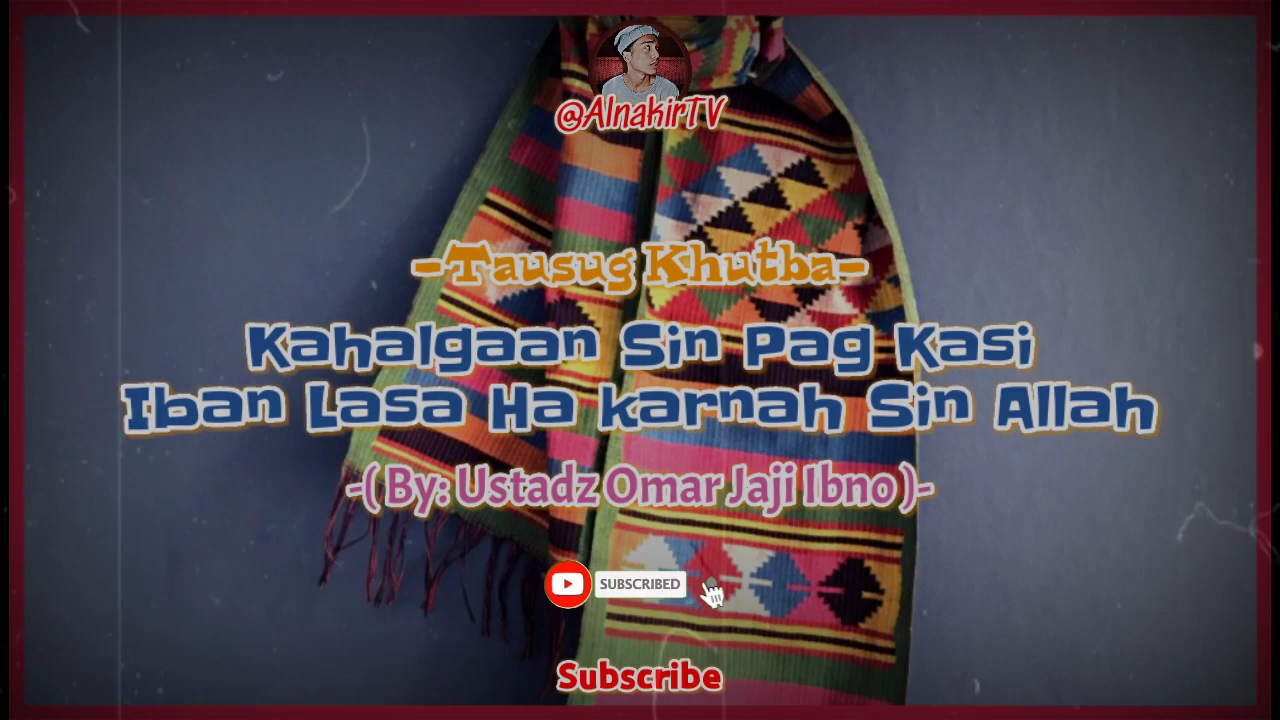 @AlnakirTV
-Tausug Khutba-
Kahalgaan Sin Pag Kasi
Iban Lasa Ha karnah Sin Allah
-( By: Ustadz Omar Jaji Ibno )-
SUBSCRIBED
Subscribe